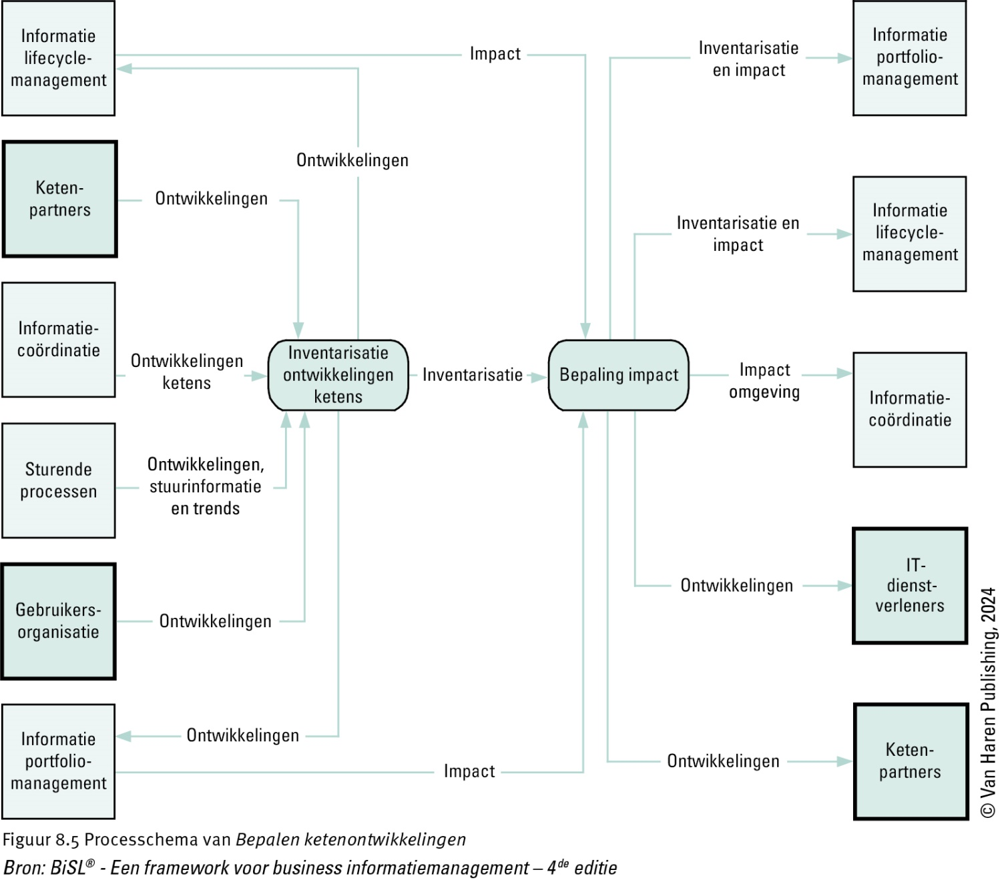 Informatie
lifecycle-
management
Impact
Inventarisatie
en impact
Informatie
portfolio-
management
Ontwikkelingen
Keten-
partners
Ontwikkelingen
Inventarisatie en
impact
Informatie
lifecycle-
management
Informatie-
coördinatie
Ontwikkelingen
ketens
Inventarisatie
ontwikkelingen
ketens
Inventarisatie
Bepaling impact
Impact
omgeving
Informatie-
coördinatie
Sturende
processen
Ontwikkelingen,
stuurinformatie
en trends
Gebruikers-
organisatie
Ontwikkelingen
Ontwikkelingen
IT-
dienst-
verleners
Informatie
portfolio-
management
Ontwikkelingen
Impact
Ontwikkelingen
Keten-
partners
© Van Haren Publishing, 2024
Figuur 8.5 Processchema van Bepalen ketenontwikkelingen
Bron: BiSL® - Een framework voor business informatiemanagement – 4de editie